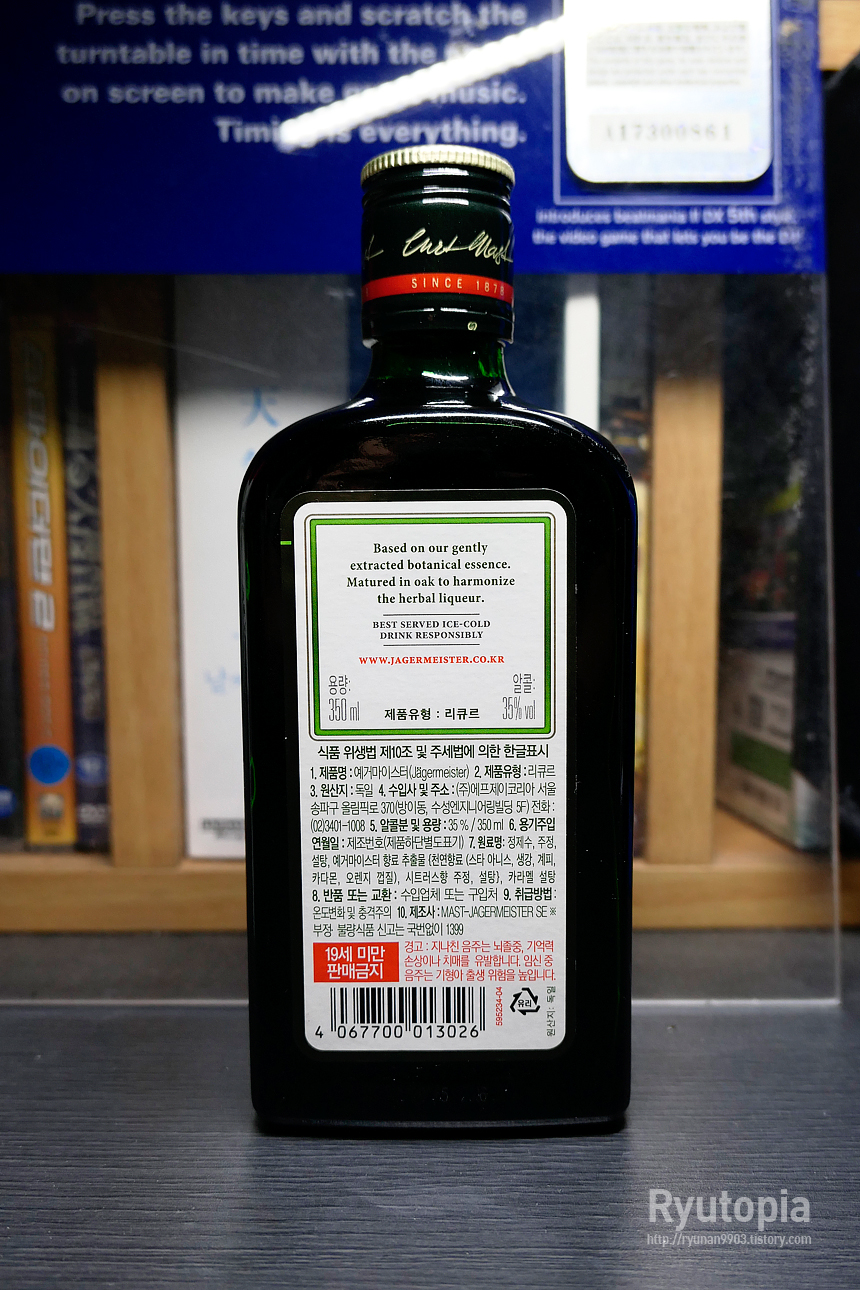 Press the keys and scratch the
turntable in time with the
on screen to make music.
Timing is everything.
A17300861
Introduces beatmania II DX 5th style,
the video game that lets you be the DJ!
Curt Mast
SINCE 1878
天
Based on our gently
extracted botanical essence.
Matured in oak to harmonize
the herbal liqueur.
BEST SERVED ICE-COLD
DRINK RESPONSIBLY
WWW.JAGERMEISTER.CO.KR
용량: 알콜:
350 ml 제품유형 : 리큐르 35% vol
식품 위생법 제10조 및 주세법에 의한 한글표시
1. 제품명 : 예거마이스터(Jägermeister) 2. 제품유형 : 리큐르
3. 원산지 : 독일 4. 수입사 및 주소 : (주)에프제이코리아 서울
송파구 올림픽로 370(방이동, 수성엔지니어링빌딩 5F) 전화 :
(02)3401-1008 5. 알콜분 및 용량 : 35 % / 350 ml 6. 용기주입
연월일 : 제조번호(제품하단별도표기) 7. 원료명 : 정제수, 주정,
설탕, 예거마이스터 향료 추출물 {천연향료 (스타 아니스, 생강, 계피,
카다몬, 오렌지 껍질), 시트러스향 주정, 설탕}, 카라멜 설탕
8. 반품 또는 교환 : 수입업체 또는 구입처 9. 취급방법 :
온도변화 및 충격주의 10. 제조사 : MAST-JAGERMEISTER SE ※
부정·불량식품 신고는 국번없이 1399
19세 미만
판매금지
경고 : 지나친 음주는 뇌졸중, 기억력
손상이나 치매를 유발합니다. 임신 중
음주는 기형아 출생 위험을 높입니다.
4 067700 013026
595234-04
유리
원산지: 독일
Ryutopia
http://ryunan9903.tistory.com